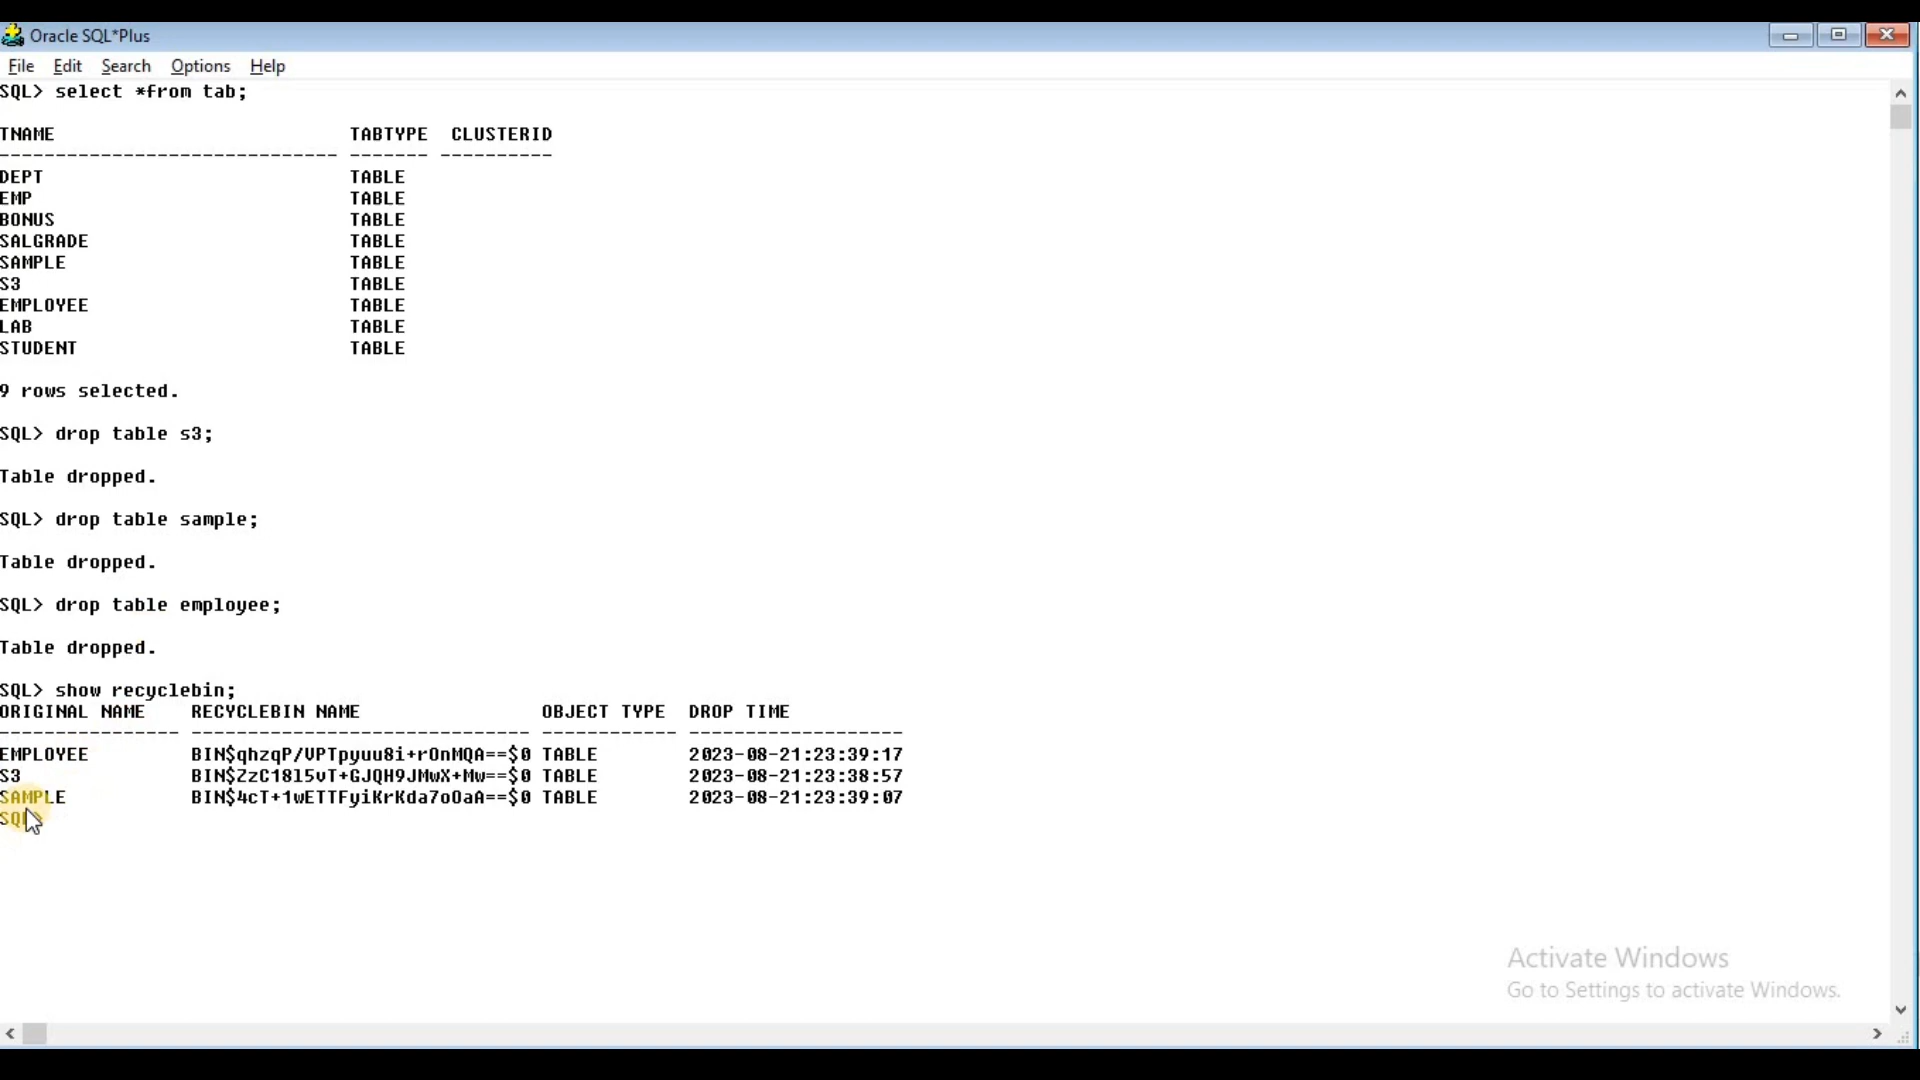 Oracle SQL*Plus
File Edit Search Options Help
SQL> select *from tab;
TNAME TABTYPE CLUSTERID
------------------------------ ------- ----------
DEPT TABLE
EMP TABLE
BONUS TABLE
SALGRADE TABLE
SAMPLE TABLE
S3 TABLE
EMPLOYEE TABLE
LAB TABLE
STUDENT TABLE
9 rows selected.
SQL> drop table s3;
Table dropped.
SQL> drop table sample;
Table dropped.
SQL> drop table employee;
Table dropped.
SQL> show recyclebin;
ORIGINAL NAME RECYCLEBIN NAME OBJECT TYPE DROP TIME
---------------- ------------------------------ ------------ -------------------
EMPLOYEE BIN$qhzqP/VPTpyuu8i+rOnMQA==$0 TABLE 2023-08-21:23:39:17
S3 BIN$ZzC18l5vT+GJQH9JMwX+Mw==$0 TABLE 2023-08-21:23:38:57
SAMPLE BIN$4cT+1wETTFyiKrKda7oOaA==$0 TABLE 2023-08-21:23:39:07
SQL>
Activate Windows
Go to Settings to activate Windows.